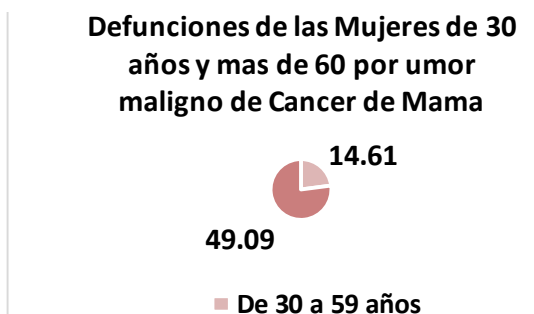 Defunciones de las Mujeres de 30
años y mas de 60 por umor
maligno de Cancer de Mama
14.61
49.09
De 30 a 59 años